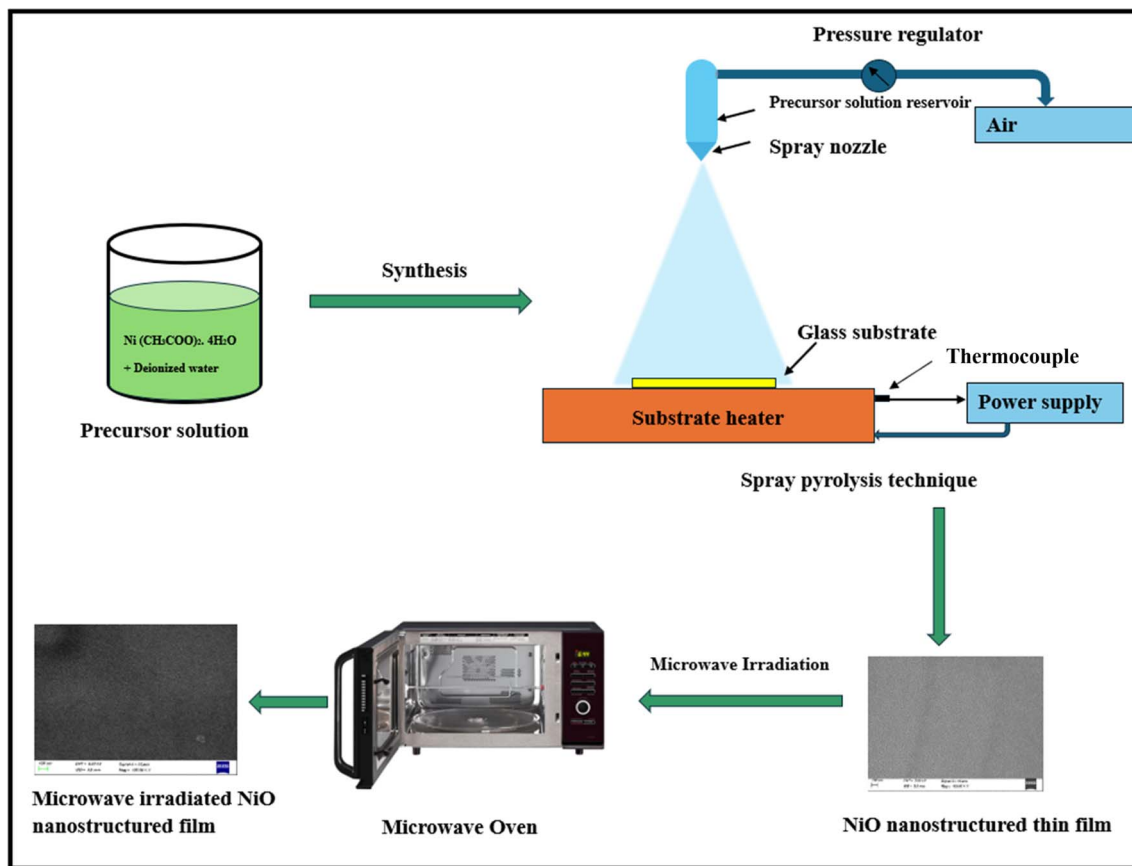 Pressure regulator
Precursor solution reservoir
Air
Spray nozzle
Synthesis
Ni (CH₃COO)₂. 4H₂O
+ Deionized water
Glass substrate
Thermocouple
Substrate heater
Power supply
Precursor solution
Spray pyrolysis technique
Microwave Irradiation
Microwave irradiated NiO
nanostructured film
Microwave Oven
NiO nanostructured thin film